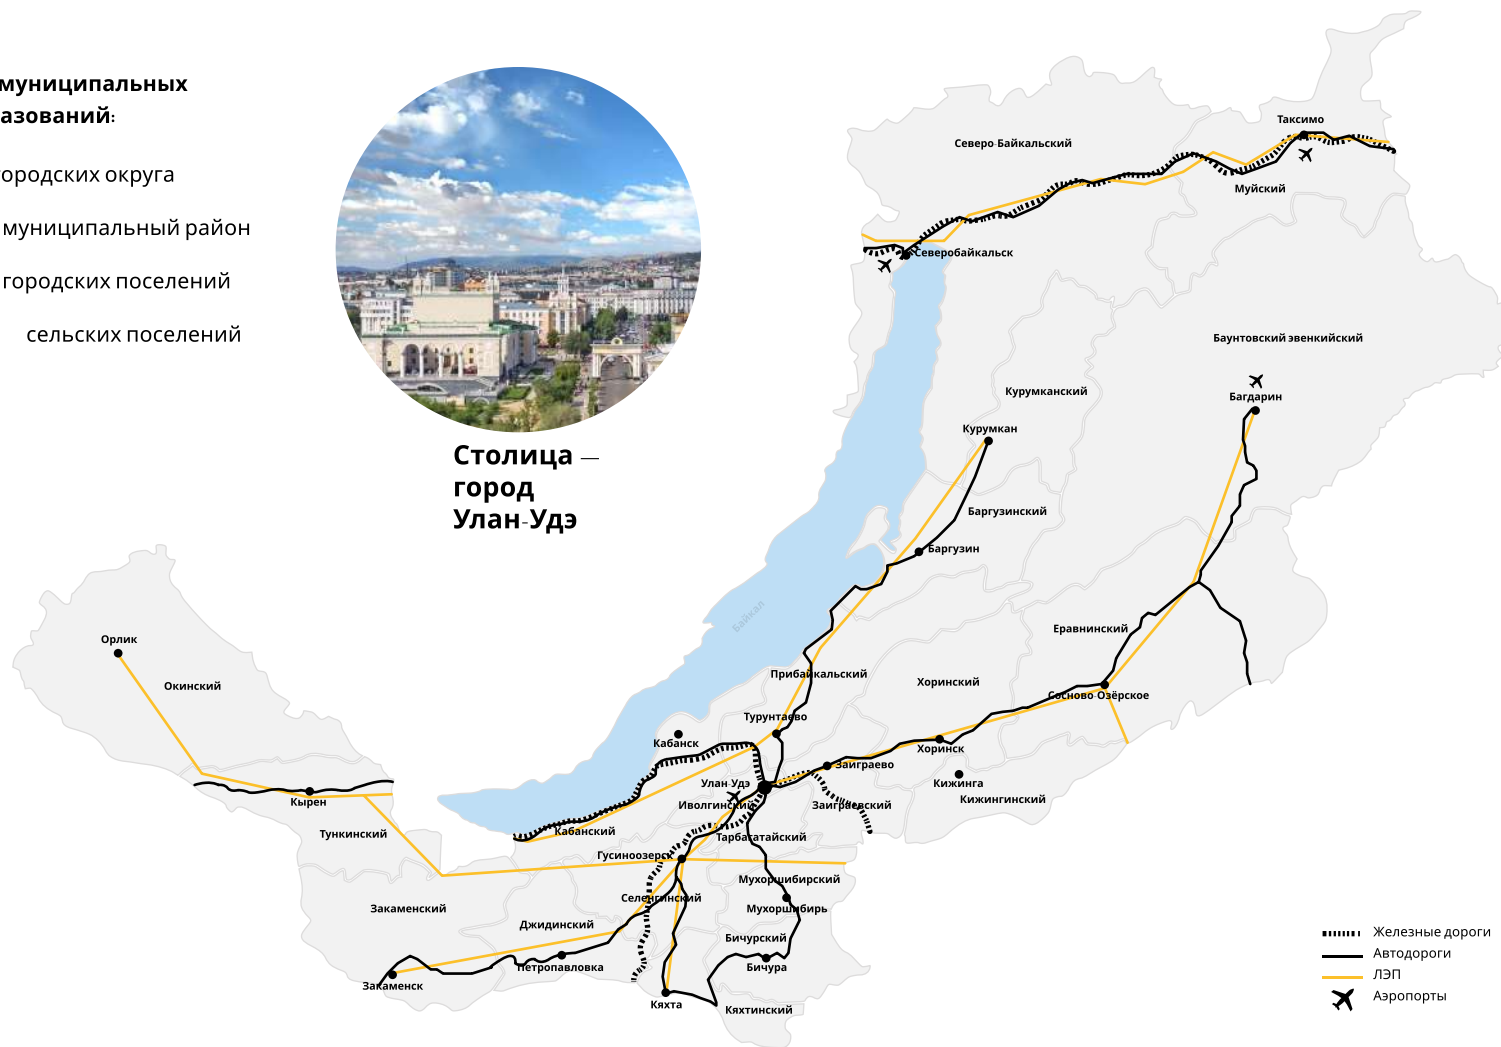 муниципальных
азований:
городских округа
муниципальный район
городских поселений
сельских поселений
Столица —
город
Улан-Удэ
Таксимо
Северо-Байкальский
Муйский
Северобайкальск
Баунтовский эвенкийский
Курумканский
Багдарин
Курумкан
Баргузинский
Баргузин
Байкал
Еравнинский
Орлик
Окинский
Прибайкальский
Хоринский
Сосново-Озёрское
Турунтаево
Кабанск
Хоринск
Заиграево
Улан-Удэ
Кижинга
Кырен
Иволгинский
Заиграевский
Кижингинский
Тункинский
Кабанский
Тарбагатайский
Гусиноозерск
Мухоршибирский
Селенгинский
Закаменский
Мухоршибирь
Джидинский
Бичурский
Петропавловка
Бичура
Закаменск
Кяхта
Кяхтинский
Железные дороги
Автодороги
ЛЭП
Аэропорты